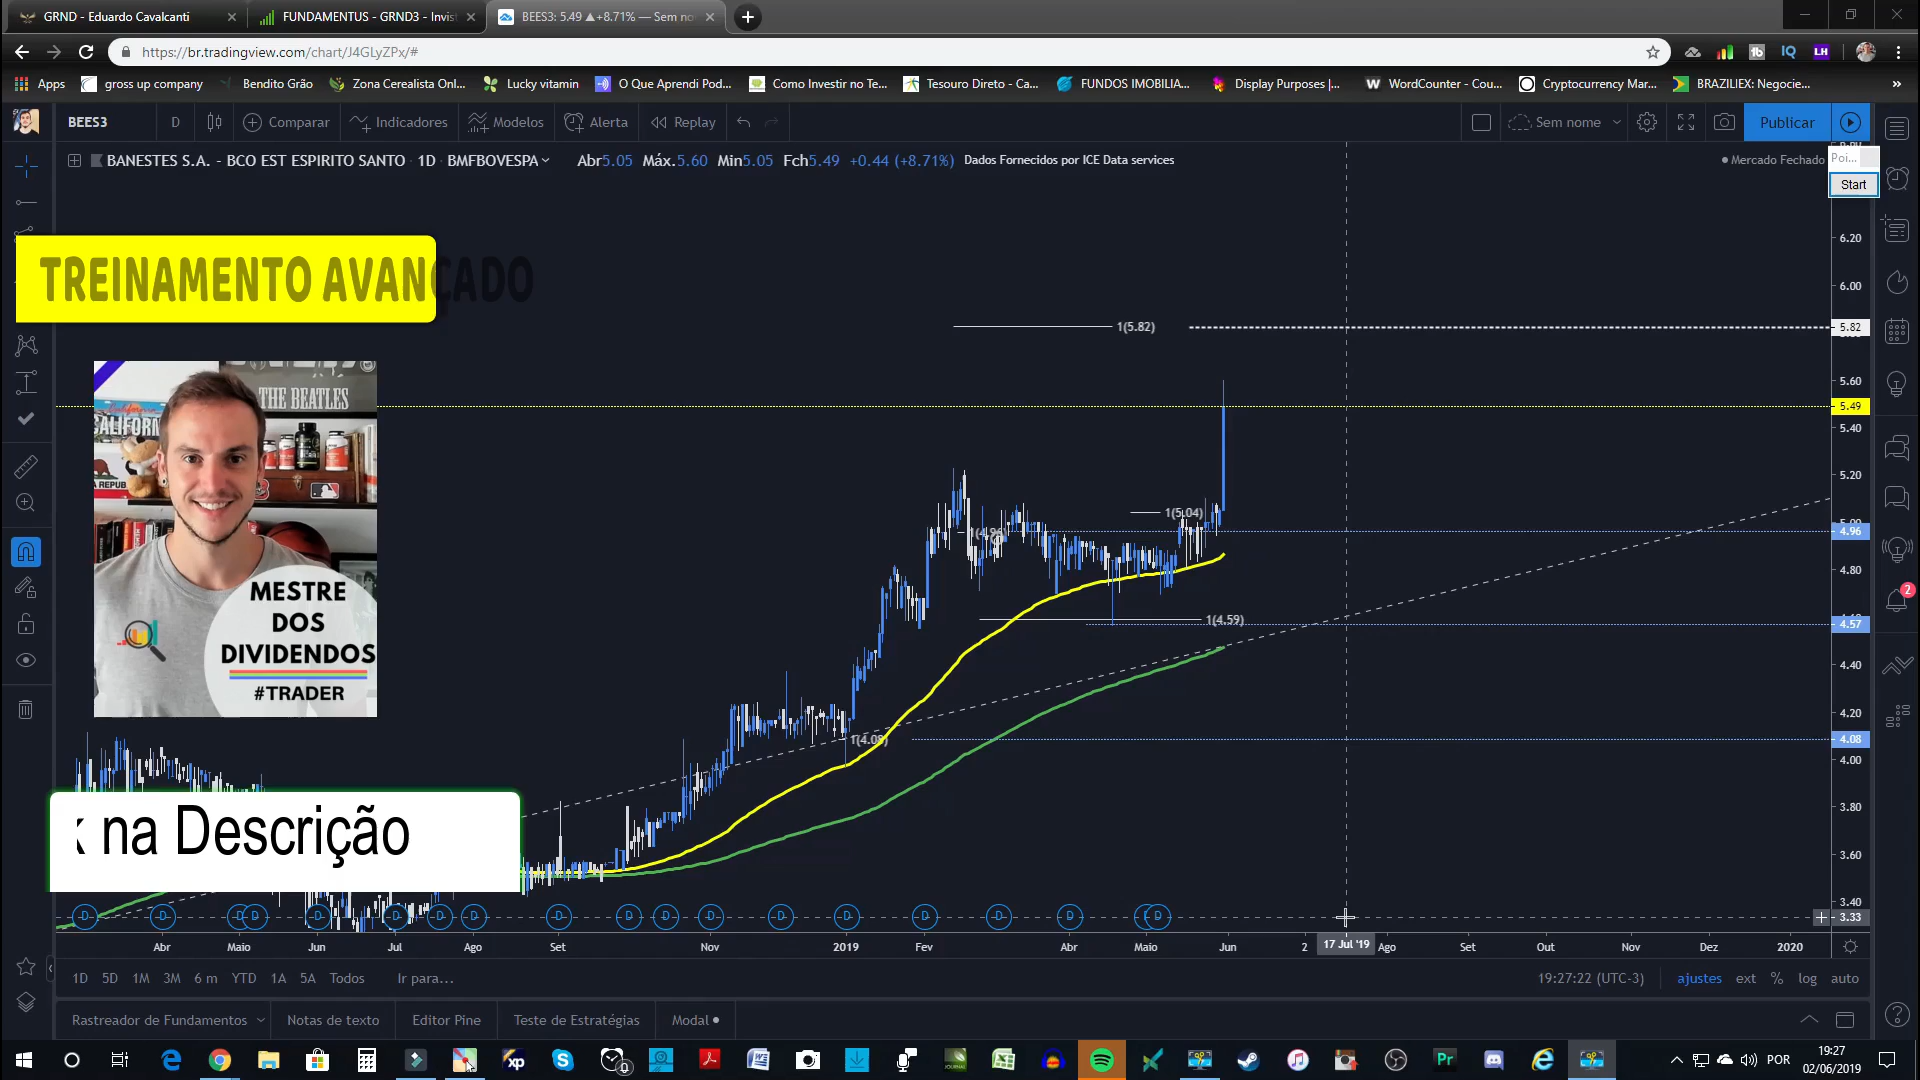 GRND - Eduardo Cavalcanti
FUNDAMENTUS - GRND3 - Invist
BEES3: 5.49 ▲+8.71% — Sem no
https://br.tradingview.com/chart/J4GLyZPx/#
Apps
gross up company
Bendito Grão
Zona Cerealista Onl...
Lucky vitamin
O Que Aprendi Pod...
Como Investir no Te...
Tesouro Direto - Ca...
FUNDOS IMOBILIA...
Display Purposes |...
WordCounter - Cou...
Cryptocurrency Mar...
BRAZILIEX: Negocie...
BEES3
D
Comparar
Indicadores
Modelos
Alerta
Replay
Sem nome
Publicar
BANESTES S.A. - BCO EST ESPIRITO SANTO · 1D · BMFBOVESPA
Abr5.05 Máx.5.60 Min5.05 Fch5.49 +0.44 (+8.71%)
Dados Fornecidos por ICE Data services
Mercado Fechado
Poi...
Start
TREINAMENTO AVANCADO
THE BEATLES
CALIFORN
A REPUB
MESTRE
DOS
DIVIDENDOS
#TRADER
na Descrição
1(5.82)
1(5.04)
1(4.96)
1(4.59)
1(4.08)
6.20
6.00
5.82
5.60
5.49
5.40
5.20
4.96
4.80
4.57
4.40
4.20
4.08
4.00
3.80
3.60
3.40
3.33
2
D D D D D D D D D D D D D D D D D D D
Abr Maio Jun Jul Ago Set Nov 2019 Fev Abr Maio Jun 2 17 Jul '19 Ago Set Out Nov Dez 2020
1D 5D 1M 3M 6 m YTD 1A 5A Todos
Ir para...
19:27:22 (UTC-3)
ajustes ext % log auto
Rastreador de Fundamentos
Notas de texto
Editor Pine
Teste de Estratégias
Modal
xp
Pr
POR
19:27
02/06/2019